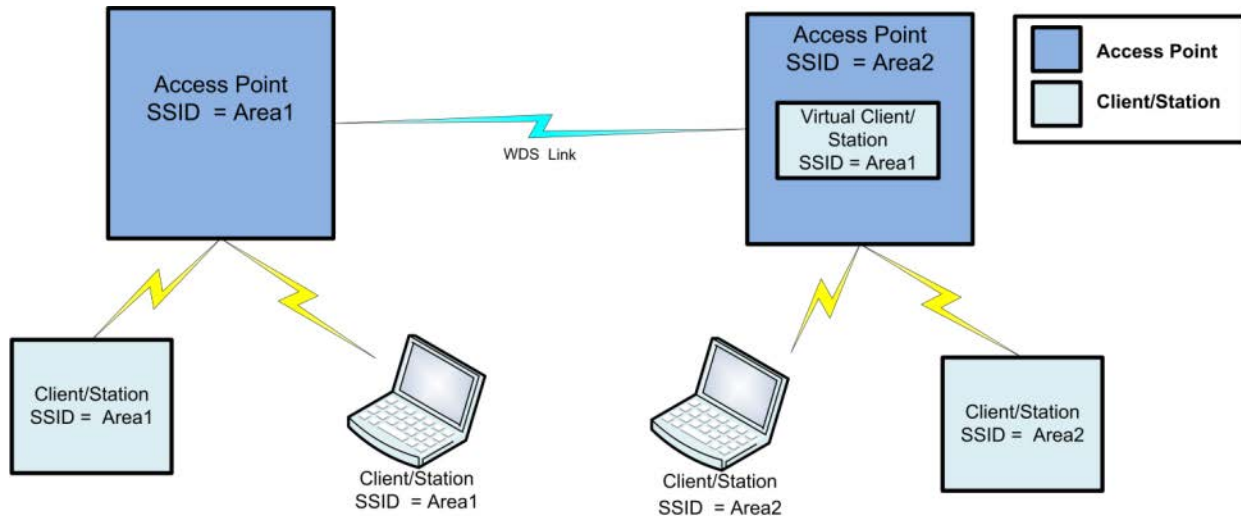 Access Point
SSID = Area1
WDS Link
Access Point
SSID = Area2
Virtual Client/
Station
SSID = Area1
Access Point
Client/Station
Client/Station
SSID = Area1
Client/Station
SSID = Area1
Client/Station
SSID = Area2
Client/Station
SSID = Area2